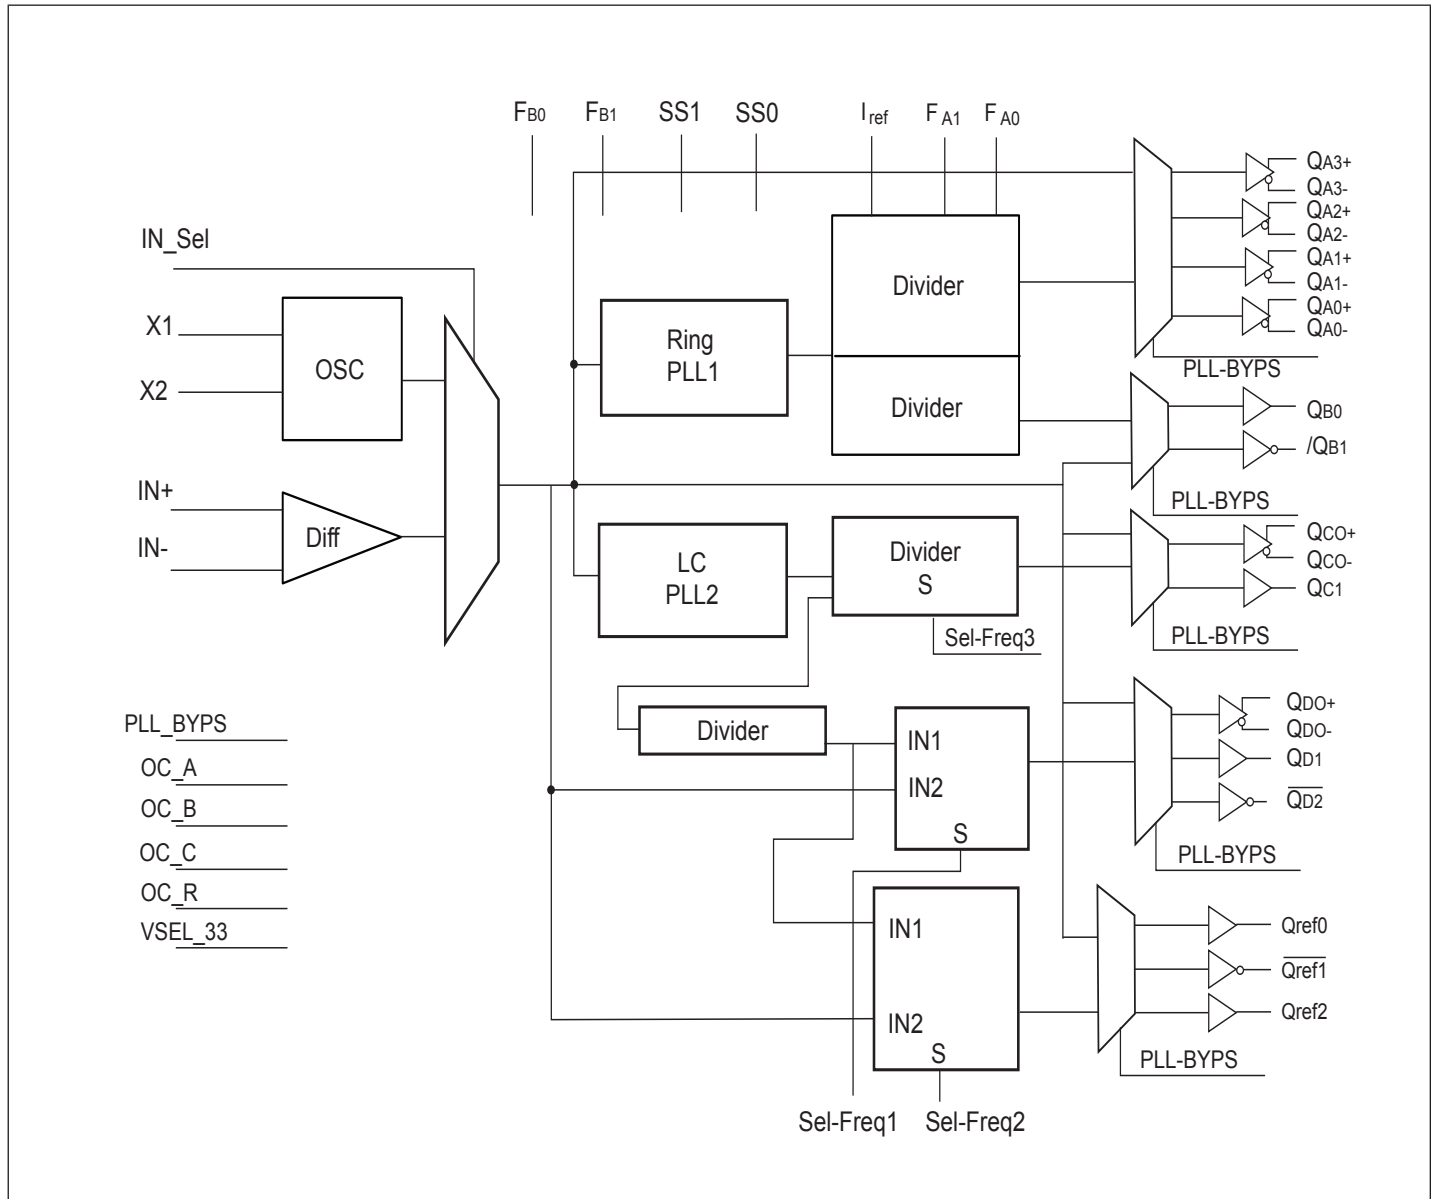 FB0 FB1 SS1 SS0 Iref FA1 FA0
QA3+
QA3-
QA2+
QA2-
QA1+
QA1-
QA0+
QA0-
PLL-BYPS
IN_Sel
X1
X2
OSC
IN+
IN-
Diff
Ring
PLL1
Divider
Divider
QB0
/QB1
PLL-BYPS
LC
PLL2
Divider
S
Sel-Freq3
QCO+
QCO-
QC1
PLL-BYPS
Divider
IN1
IN2
S
QDO+
QDO-
QD1
QD2
PLL-BYPS
PLL_BYPS
OC_A
OC_B
OC_C
OC_R
VSEL_33
IN1
IN2
S
Qref0
Qref1
Qref2
PLL-BYPS
Sel-Freq1 Sel-Freq2